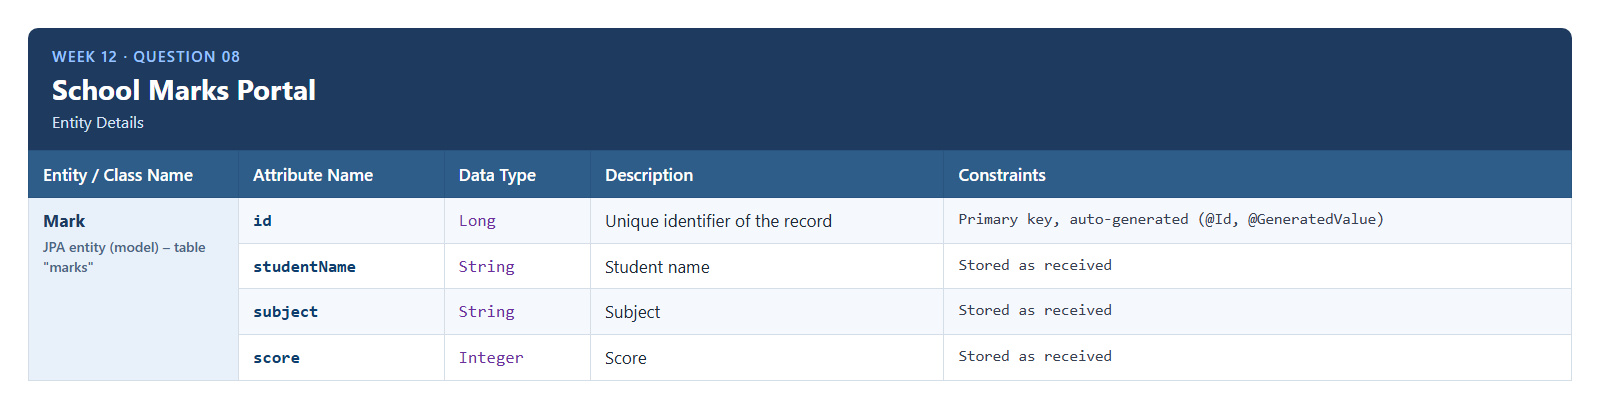 WEEK 12 · QUESTION 08
School Marks Portal
Entity Details
Entity / Class Name Attribute Name Data Type Description Constraints
Mark id Long Unique identifier of the record Primary key, auto-generated (@Id, @GeneratedValue)
JPA entity (model) – table
"marks"
studentName String Student name Stored as received
subject String Subject Stored as received
score Integer Score Stored as received